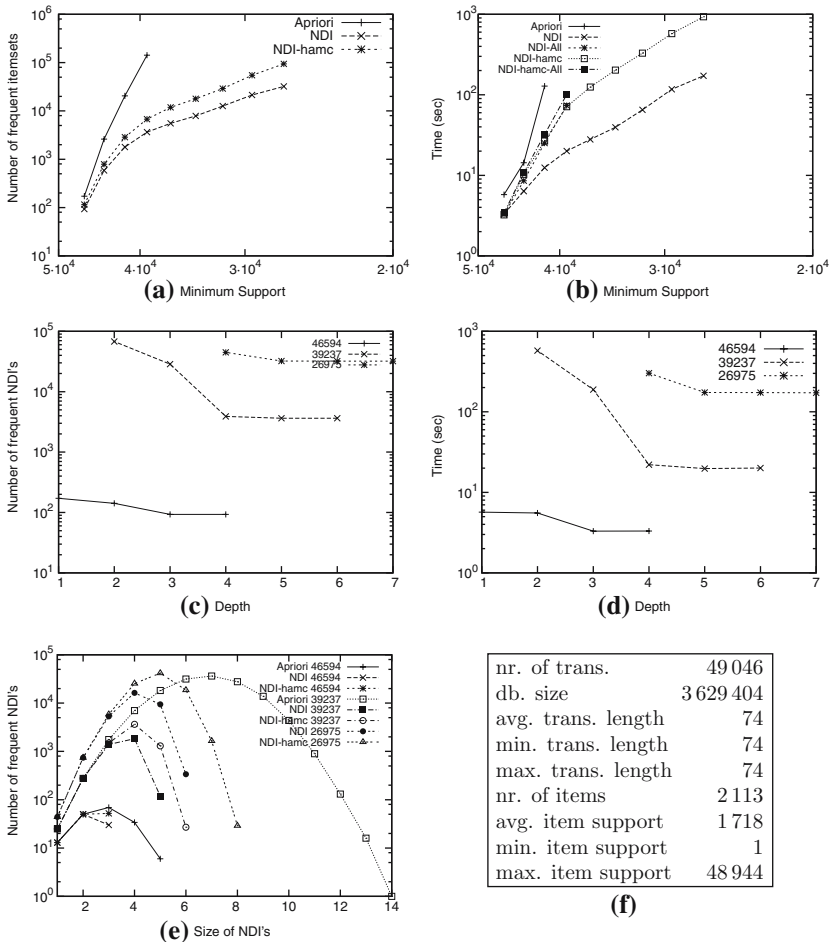 10^6
10^5
10^4
10^3
10^2
10^1
Number of frequent itemsets
Apriori
NDI
NDI-hamc
5·10^4
4·10^4
3·10^4
2·10^4
(a) Minimum Support
10^3
10^2
10^1
10^0
Time (sec)
Apriori
NDI
NDI-All
NDI-hamc
NDI-hamc-All
5·10^4
4·10^4
3·10^4
2·10^4
(b) Minimum Support
10^5
10^4
10^3
10^2
10^1
Number of frequent NDI's
46594
39237
26975
1 2 3 4 5 6 7
(c) Depth
10^3
10^2
10^1
10^0
Time (sec)
46594
39237
26975
1 2 3 4 5 6 7
(d) Depth
10^5
10^4
10^3
10^2
10^1
10^0
Number of frequent NDI's
Apriori 46594
NDI 46594
NDI-hamc 46594
Apriori 39237
NDI 39237
NDI-hamc 39237
NDI 26975
NDI-hamc 26975
2 4 6 8 10 12 14
(e) Size of NDI's
nr. of trans. 49 046
db. size 3 629 404
avg. trans. length 74
min. trans. length 74
max. trans. length 74
nr. of items 2 113
avg. item support 1 718
min. item support 1
max. item support 48 944
(f)